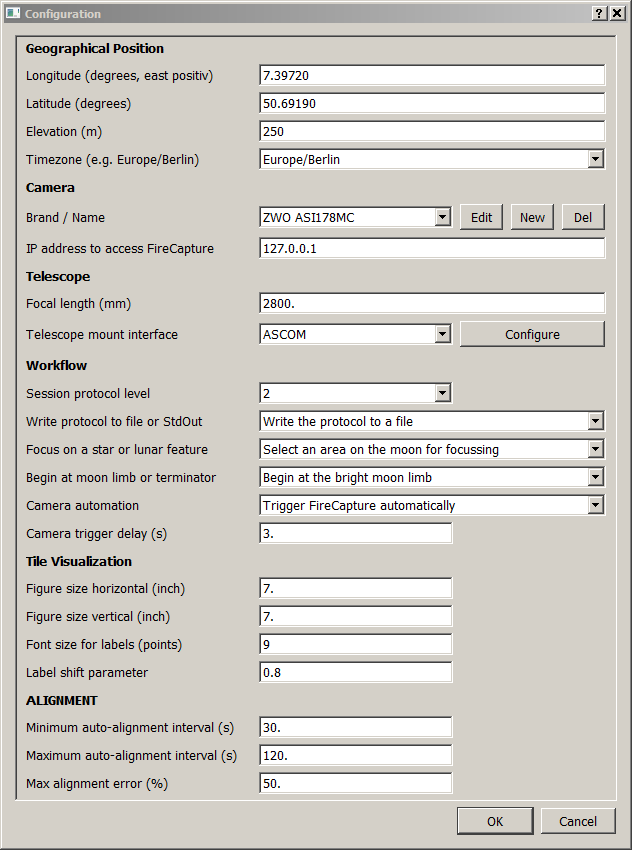 Configuration
Geographical Position
Longitude (degrees, east positiv) 7.39720
Latitude (degrees) 50.69190
Elevation (m) 250
Timezone (e.g. Europe/Berlin) Europe/Berlin
Camera
Brand / Name ZWO ASI178MC Edit New Del
IP address to access FireCapture 127.0.0.1
Telescope
Focal length (mm) 2800.
Telescope mount interface ASCOM Configure
Workflow
Session protocol level 2
Write protocol to file or StdOut Write the protocol to a file
Focus on a star or lunar feature Select an area on the moon for focussing
Begin at moon limb or terminator Begin at the bright moon limb
Camera automation Trigger FireCapture automatically
Camera trigger delay (s) 3.
Tile Visualization
Figure size horizontal (inch) 7.
Figure size vertical (inch) 7.
Font size for labels (points) 9
Label shift parameter 0.8
ALIGNMENT
Minimum auto-alignment interval (s) 30.
Maximum auto-alignment interval (s) 120.
Max alignment error (%) 50.
OK Cancel